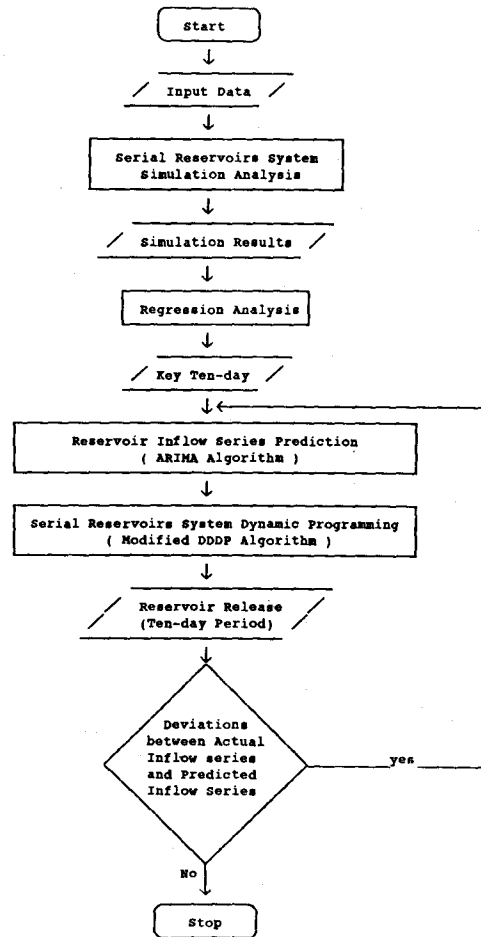 Start
Input Data
Serial Reservoirs System
Simulation Analysis
Simulation Results
Regression Analysis
Key Ten-day
Reservoir Inflow Series Prediction
( ARIMA Algorithm )
Serial Reservoirs System Dynamic Programming
( Modified DDDP Algorithm )
Reservoir Release
(Ten-day Period)
Deviations
between Actual
Inflow series
and Predicted
Inflow Series
yes
No
Stop